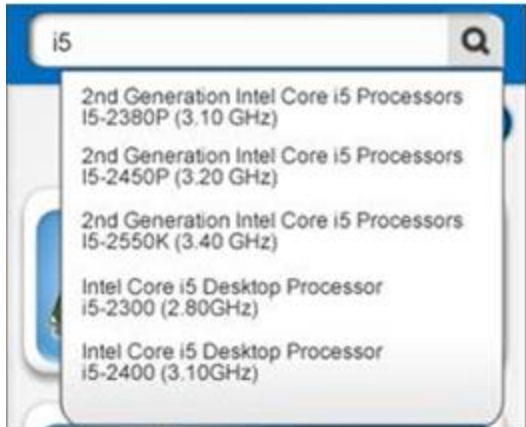 i5
2nd Generation Intel Core i5 Processors
I5-2380P (3.10 GHz)
2nd Generation Intel Core i5 Processors
I5-2450P (3.20 GHz)
2nd Generation Intel Core i5 Processors
I5-2550K (3.40 GHz)
Intel Core i5 Desktop Processor
i5-2300 (2.80GHz)
Intel Core i5 Desktop Processor
i5-2400 (3.10GHz)